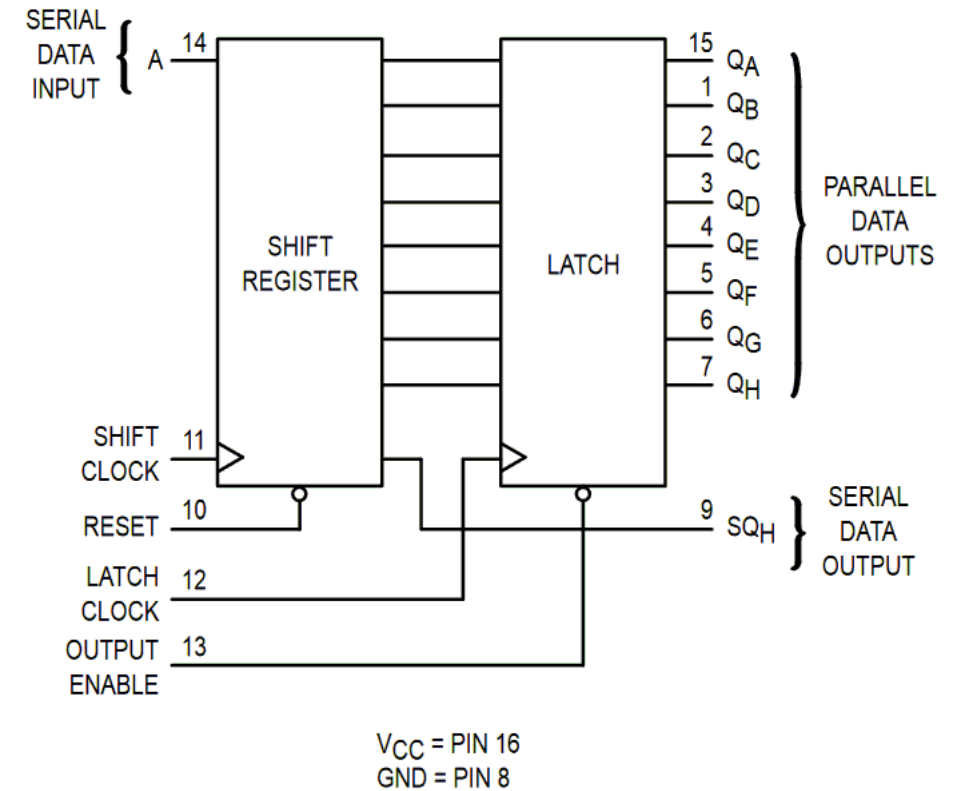 SERIAL
DATA
INPUT
A
14
SHIFT
REGISTER
LATCH
15 QA
1 QB
2 QC
3 QD
4 QE
5 QF
6 QG
7 QH
PARALLEL
DATA
OUTPUTS
SHIFT
CLOCK
11
RESET
10
LATCH
CLOCK
12
OUTPUT
ENABLE
13
9 SQH
SERIAL
DATA
OUTPUT
VCC = PIN 16
GND = PIN 8